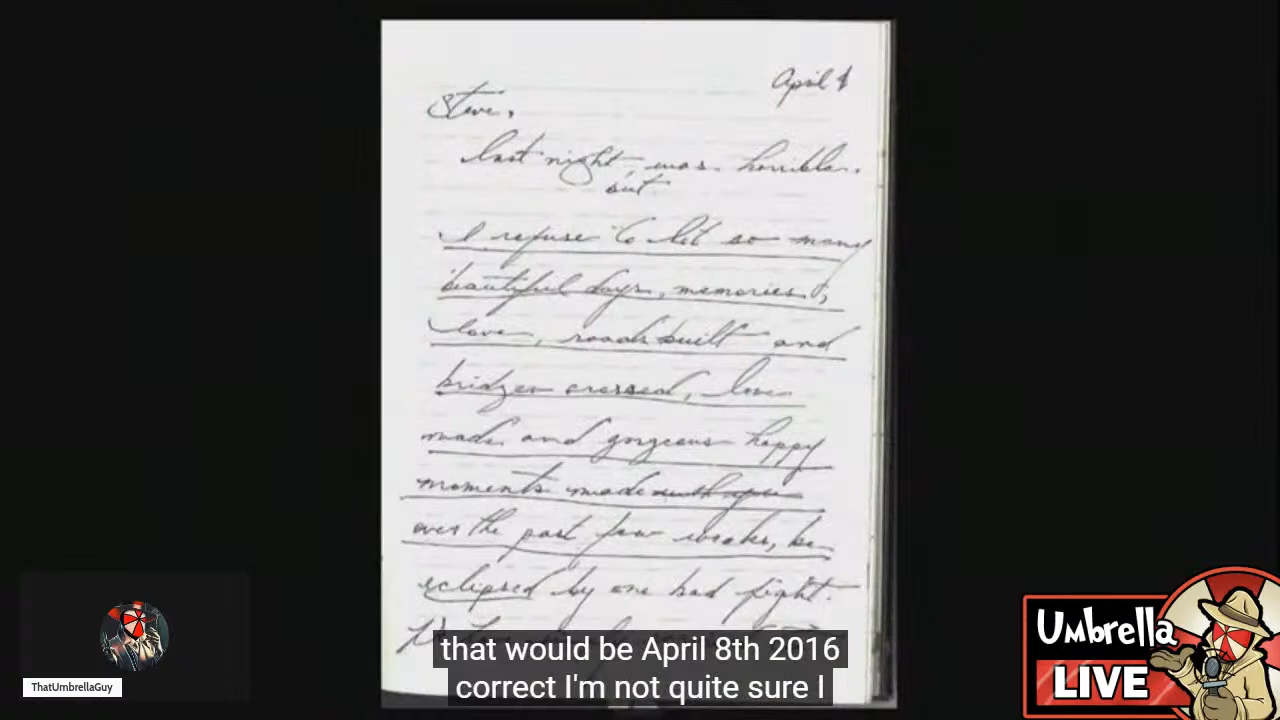 April 8
Steve,
last night, was horrible.
but
I refuse to let so many
beautiful days, memories,
love, roads built and
bridges crossed, love
made and gorgeous happy
moments made
over the past few weeks, be
eclipsed by one bad fight.
that would be April 8th 2016
correct I'm not quite sure I
ThatUmbrellaGuy
Umbrella
LIVE